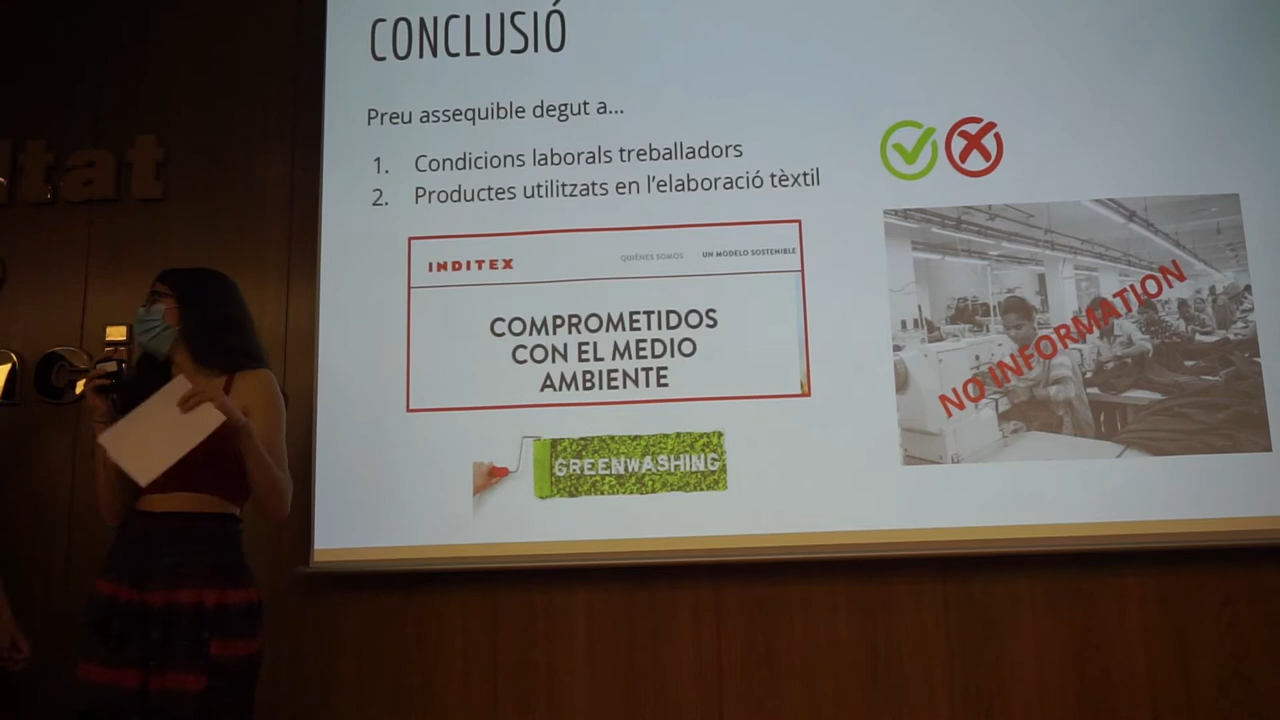 CONCLUSIÓ
Preu assequible degut a...
1. Condicions laborals treballadors
2. Productes utilitzats en l'elaboració tèxtil
INDITEX
QUIÉNES SOMOS
UN MODELO SOSTENIBLE
COMPROMETIDOS
CON EL MEDIO
AMBIENTE
GREENWASHING
NO INFORMATION